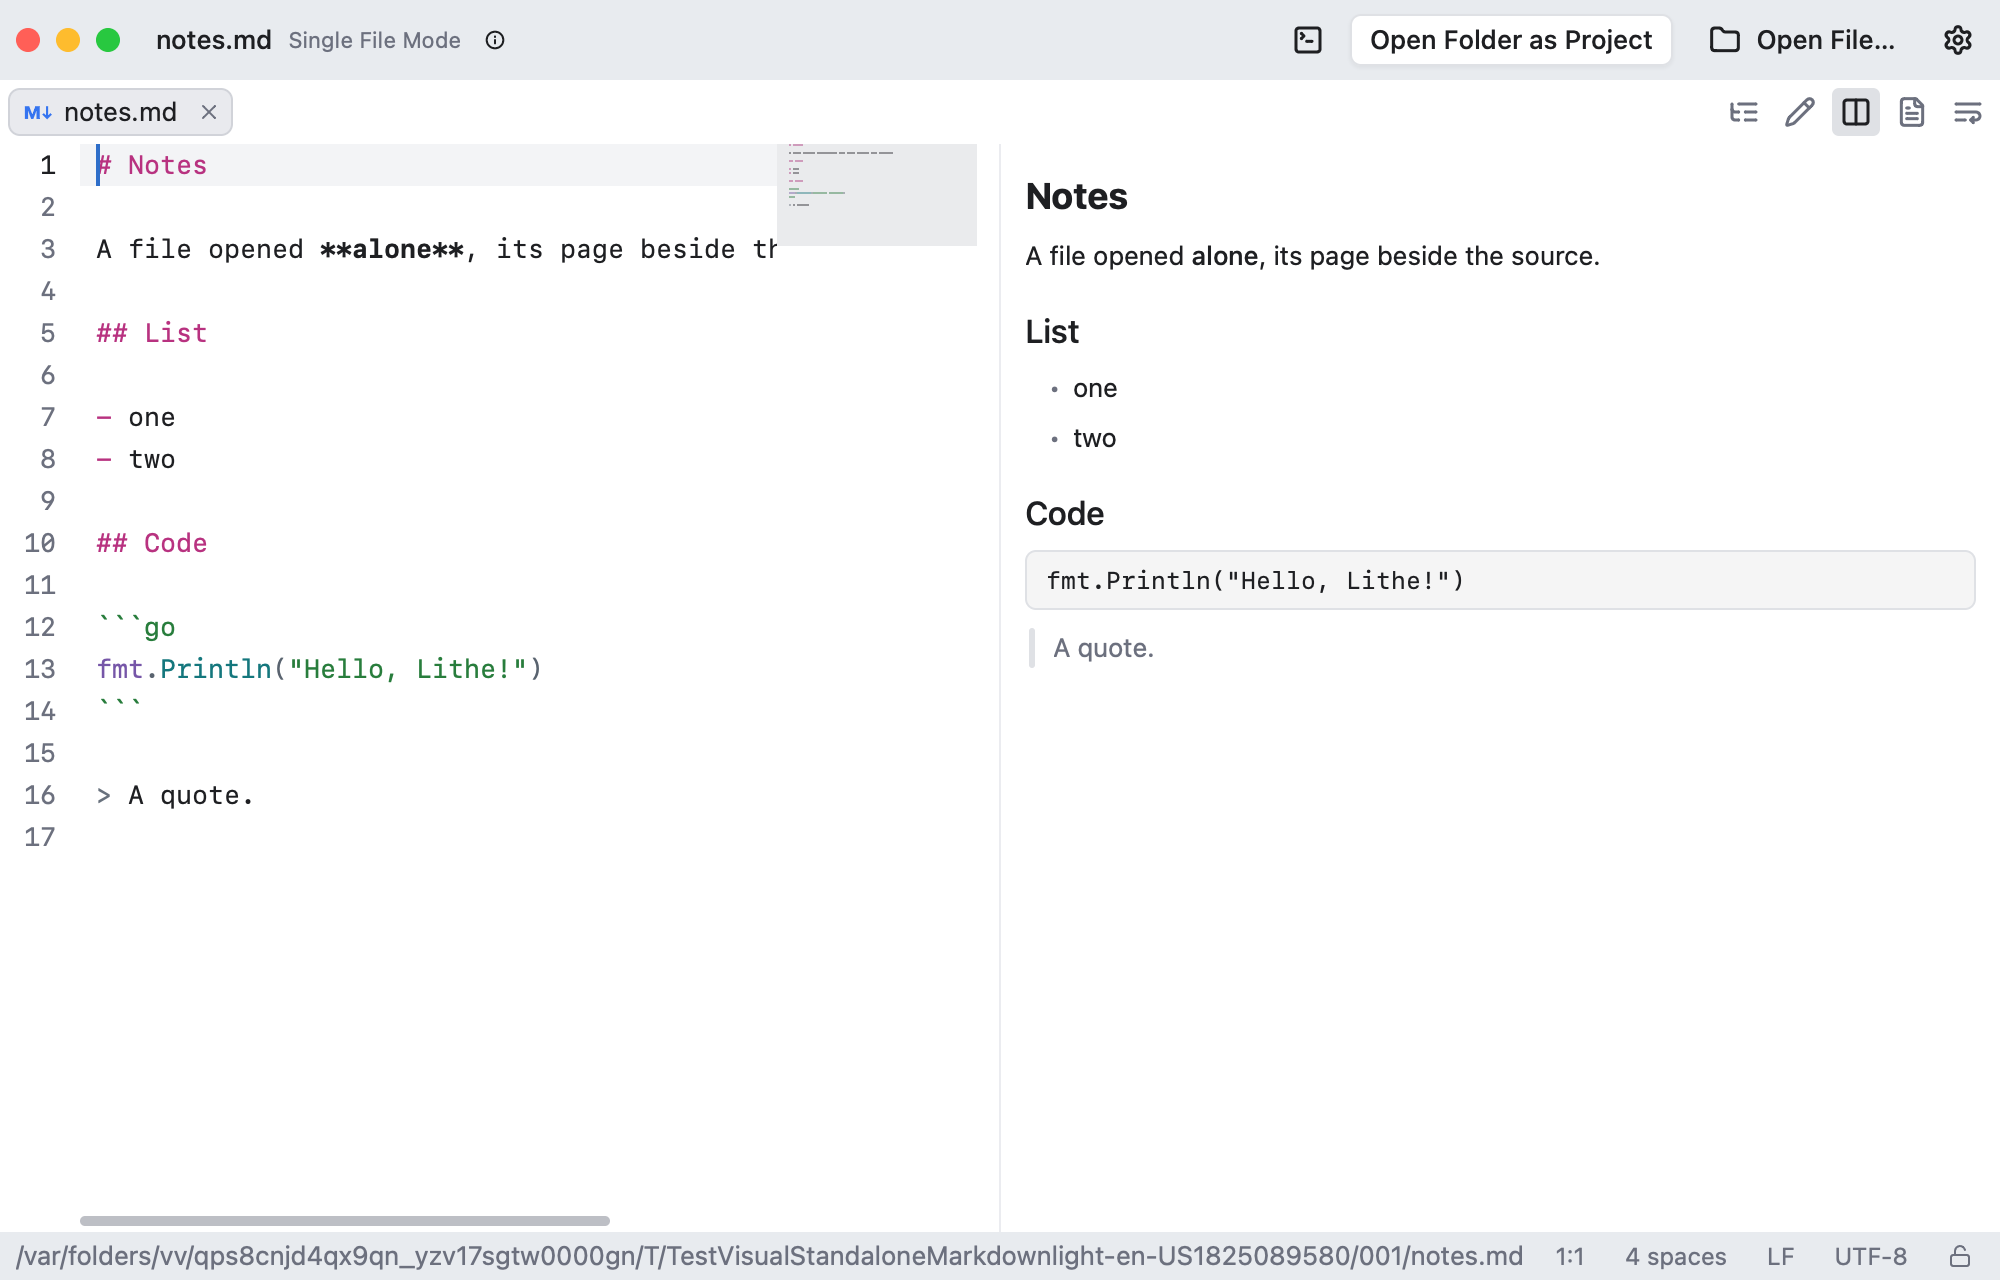 notes.md Single File Mode
Open Folder as Project
Open File...
M↓ notes.md
1 # Notes
2
3 A file opened **alone**, its page beside th
4
5 ## List
6
7 - one
8 - two
9
10 ## Code
11
12 ```go
13 fmt.Println("Hello, Lithe!")
14 ```
15
16 > A quote.
17
Notes
A file opened alone, its page beside the source.
List
• one
• two
Code
fmt.Println("Hello, Lithe!")
A quote.
/var/folders/vv/qps8cnjd4qx9qn_yzv17sgtw0000gn/T/TestVisualStandaloneMarkdownlight-en-US1825089580/001/notes.md 1:1 4 spaces LF UTF-8